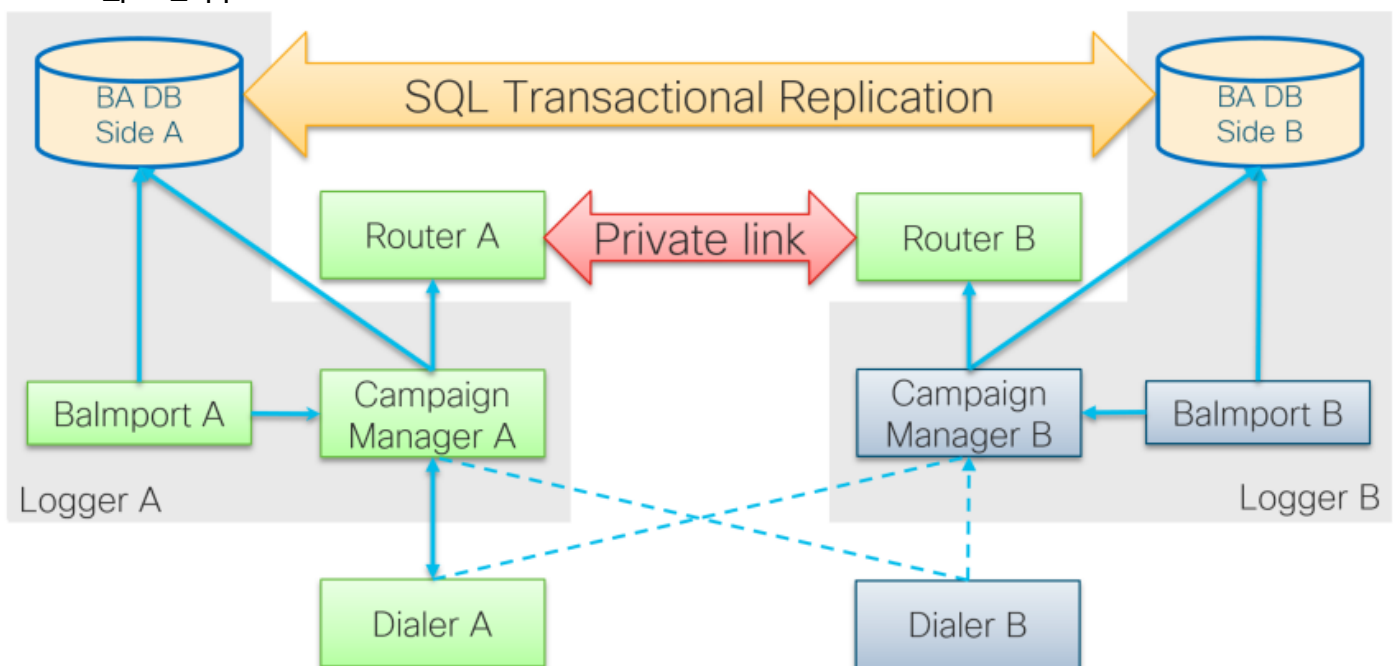 BA DB
Side A
SQL Transactional Replication
BA DB
Side B
Router A
Private link
Router B
BaImport A
Campaign
Manager A
Campaign
Manager B
BaImport B
Logger A
Logger B
Dialer A
Dialer B